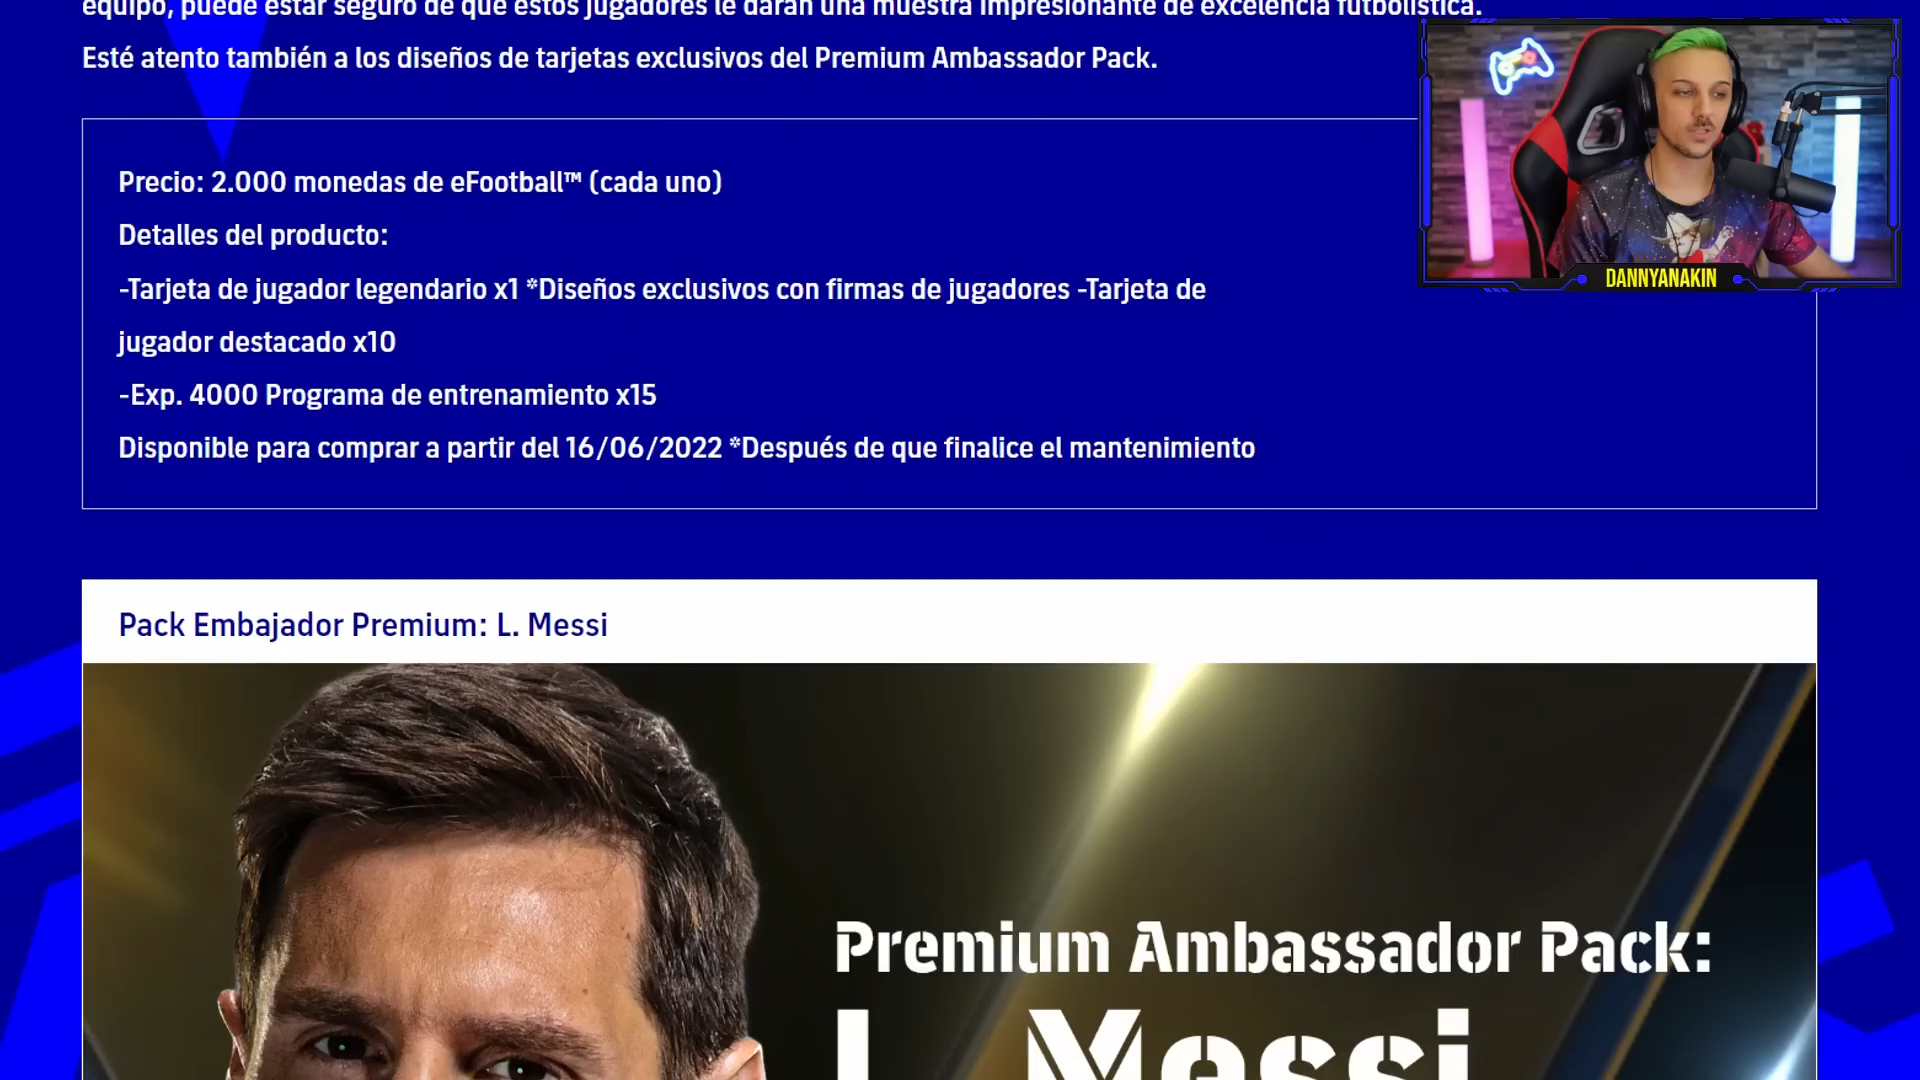 equipo, puede estar seguro de que estos jugadores le darán una muestra impresionante de excelencia futbolística.
Esté atento también a los diseños de tarjetas exclusivos del Premium Ambassador Pack.
DANNYANAKIN
Precio: 2.000 monedas de eFootball™ (cada uno)
Detalles del producto:
-Tarjeta de jugador legendario x1 *Diseños exclusivos con firmas de jugadores -Tarjeta de
jugador destacado x10
-Exp. 4000 Programa de entrenamiento x15
Disponible para comprar a partir del 16/06/2022 *Después de que finalice el mantenimiento
Pack Embajador Premium: L. Messi
Premium Ambassador Pack:
L. Messi